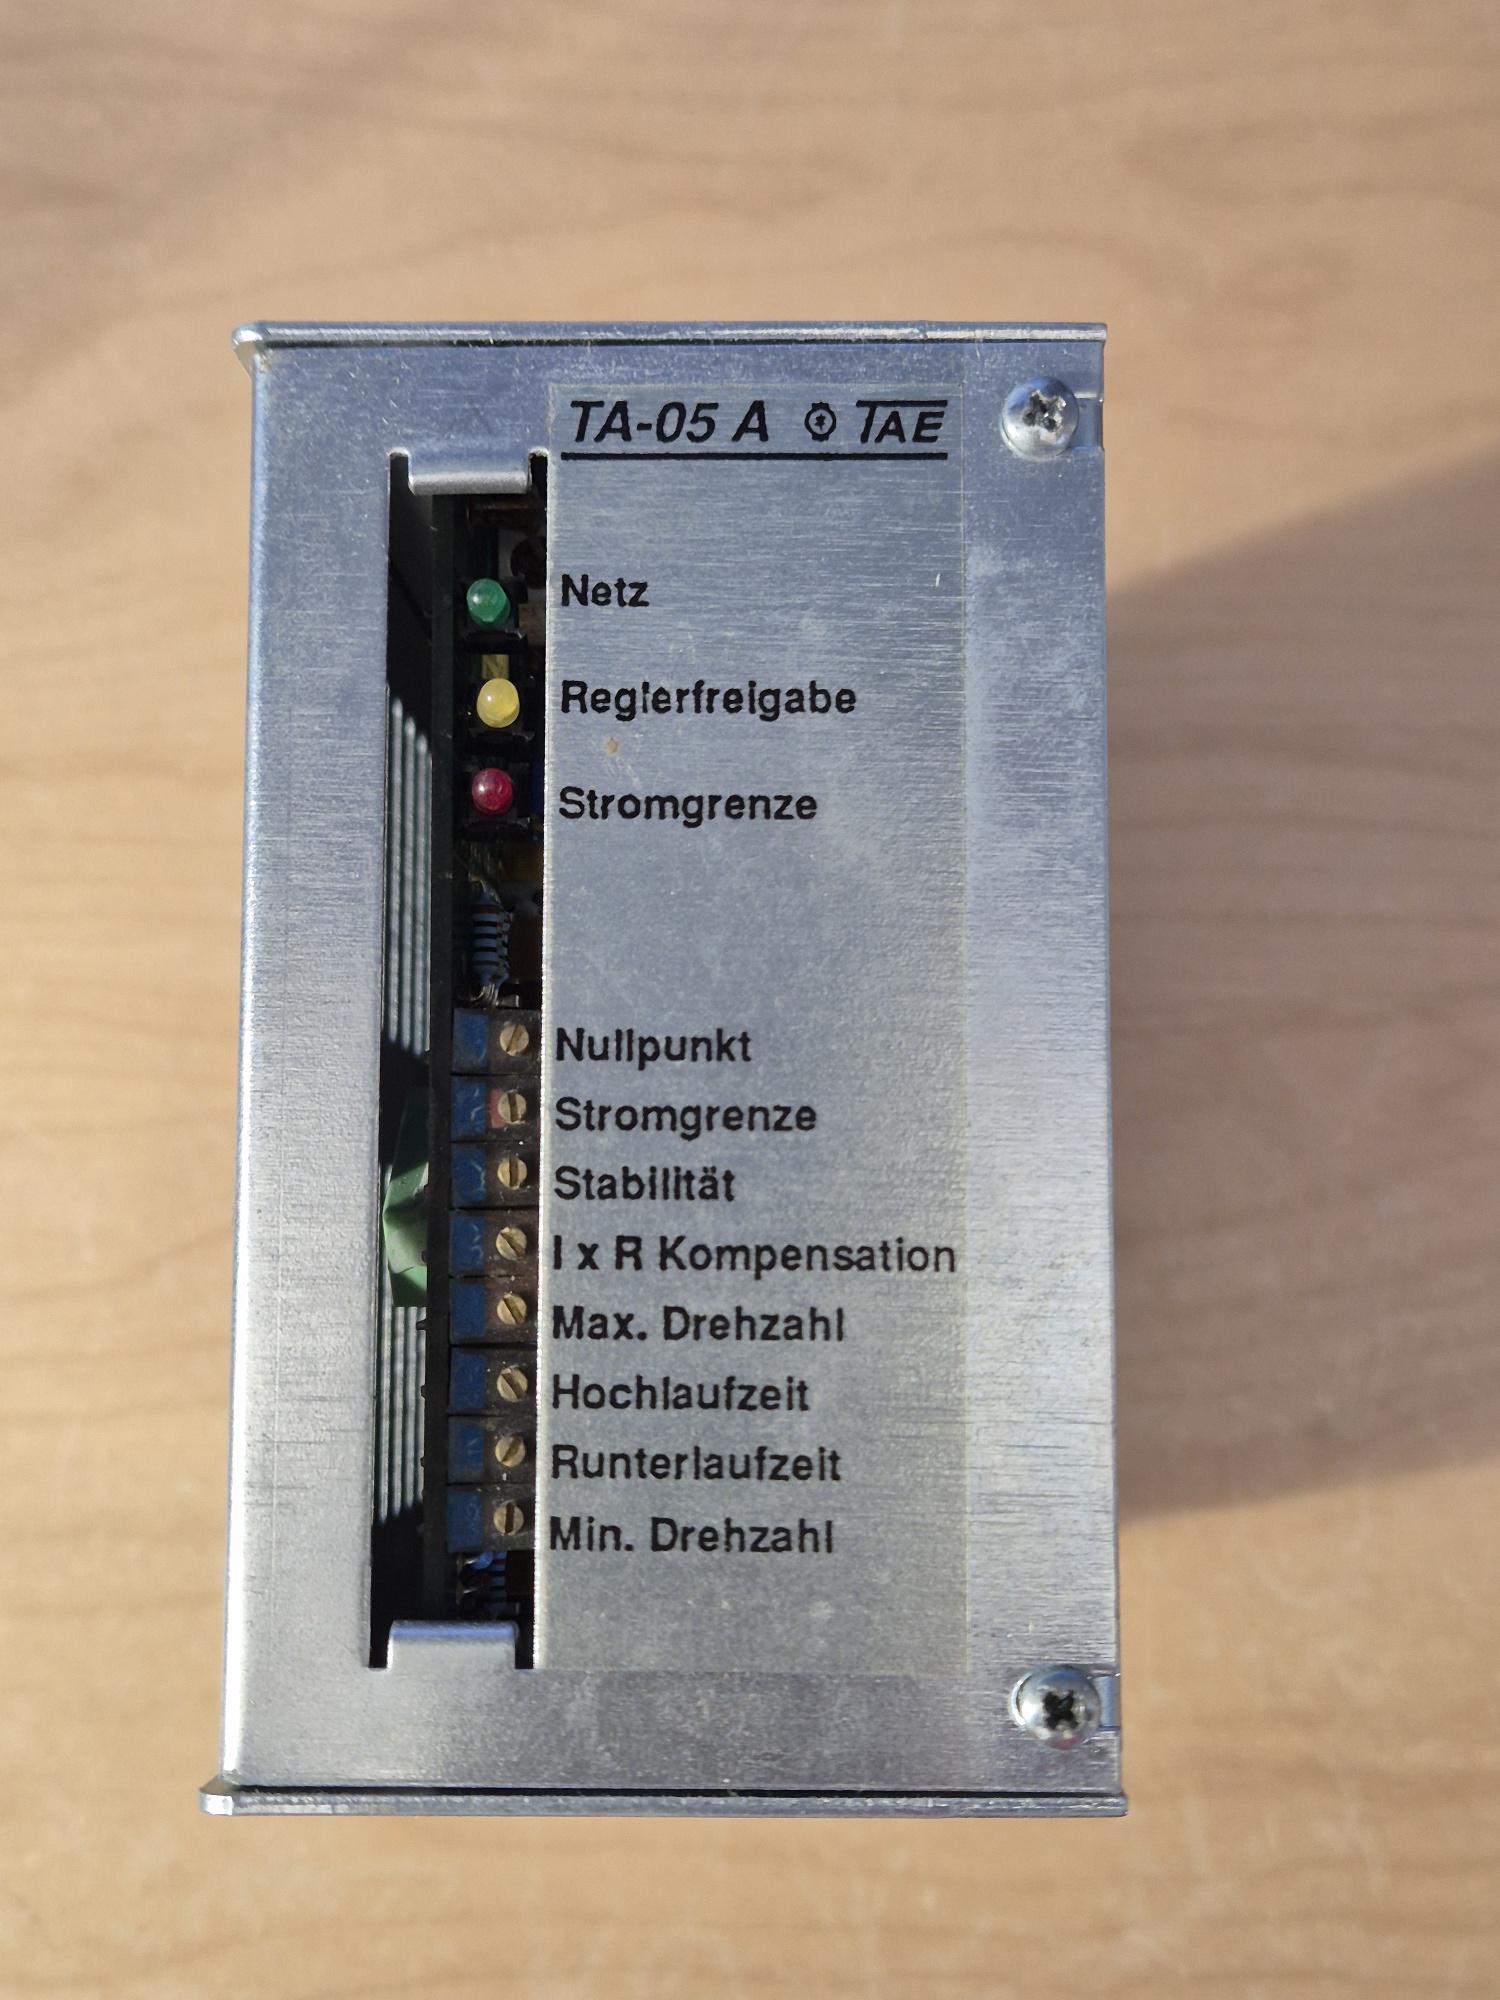 TA-05 A TAE
Netz
Reglerfreigabe
Stromgrenze
Nullpunkt
Stromgrenze
Stabilität
I x R Kompensation
Max. Drehzahl
Hochlaufzeit
Runterlaufzeit
Min. Drehzahl